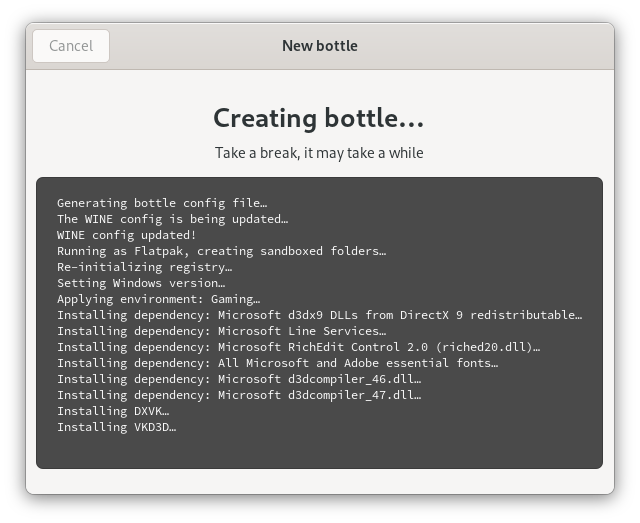 Cancel
New bottle
Creating bottle…
Take a break, it may take a while
Generating bottle config file…
The WINE config is being updated…
WINE config updated!
Running as Flatpak, creating sandboxed folders…
Re-initializing registry…
Setting Windows version…
Applying environment: Gaming…
Installing dependency: Microsoft d3dx9 DLLs from DirectX 9 redistributable…
Installing dependency: Microsoft Line Services…
Installing dependency: Microsoft RichEdit Control 2.0 (riched20.dll)…
Installing dependency: All Microsoft and Adobe essential fonts…
Installing dependency: Microsoft d3dcompiler_46.dll…
Installing dependency: Microsoft d3dcompiler_47.dll…
Installing DXVK…
Installing VKD3D…